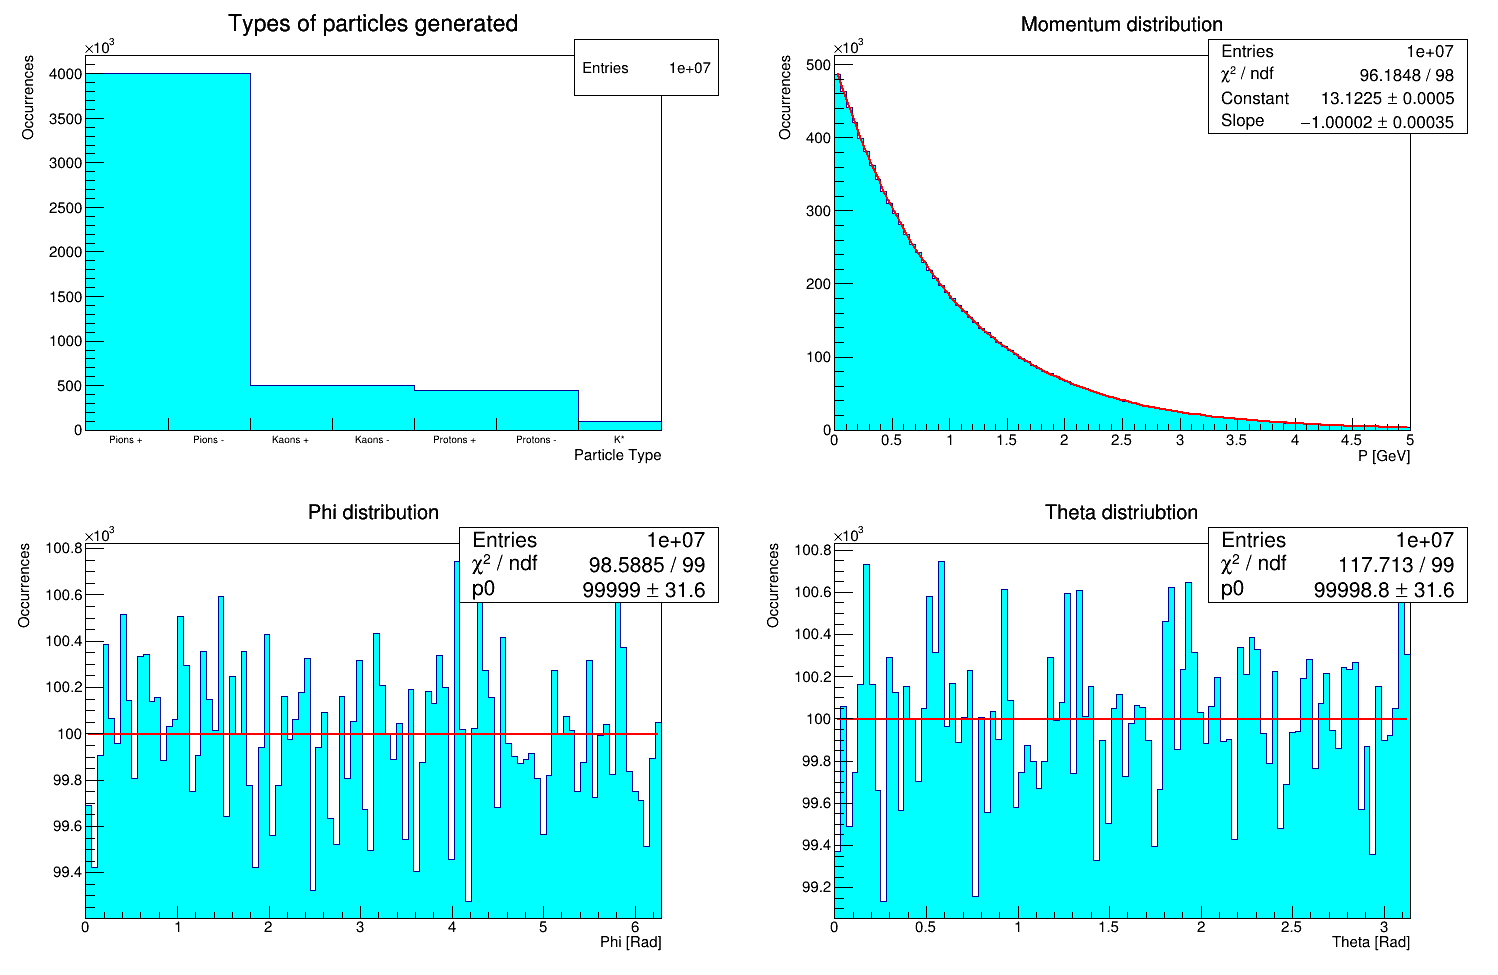 Types of particles generated
×10³
Entries 1e+07
Occurrences
4000
3500
3000
2500
2000
1500
1000
500
0
Pions + Pions - Kaons + Kaons - Protons + Protons - K*
Particle Type
Momentum distribution
×10³
Entries 1e+07
χ² / ndf 96.1848 / 98
Constant 13.1225 ± 0.0005
Slope −1.00002 ± 0.00035
Occurrences
500
400
300
200
100
0
0 0.5 1 1.5 2 2.5 3 3.5 4 4.5 5
P [GeV]
Phi distribution
×10³
Entries 1e+07
χ² / ndf 98.5885 / 99
p0 99999 ± 31.6
Occurrences
100.8
100.6
100.4
100.2
100
99.8
99.6
99.4
0 1 2 3 4 5 6
Phi [Rad]
Theta distriubtion
×10³
Entries 1e+07
χ² / ndf 117.713 / 99
p0 99998.8 ± 31.6
Occurrences
100.8
100.6
100.4
100.2
100
99.8
99.6
99.4
99.2
0 0.5 1 1.5 2 2.5 3
Theta [Rad]